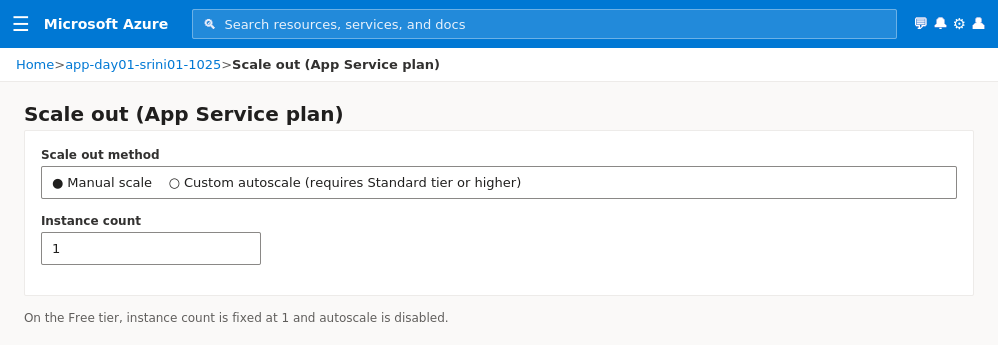 Microsoft Azure
Search resources, services, and docs
Home>app-day01-srini01-1025>Scale out (App Service plan)
Scale out (App Service plan)
Scale out method
● Manual scale ○ Custom autoscale (requires Standard tier or higher)
Instance count
1
On the Free tier, instance count is fixed at 1 and autoscale is disabled.